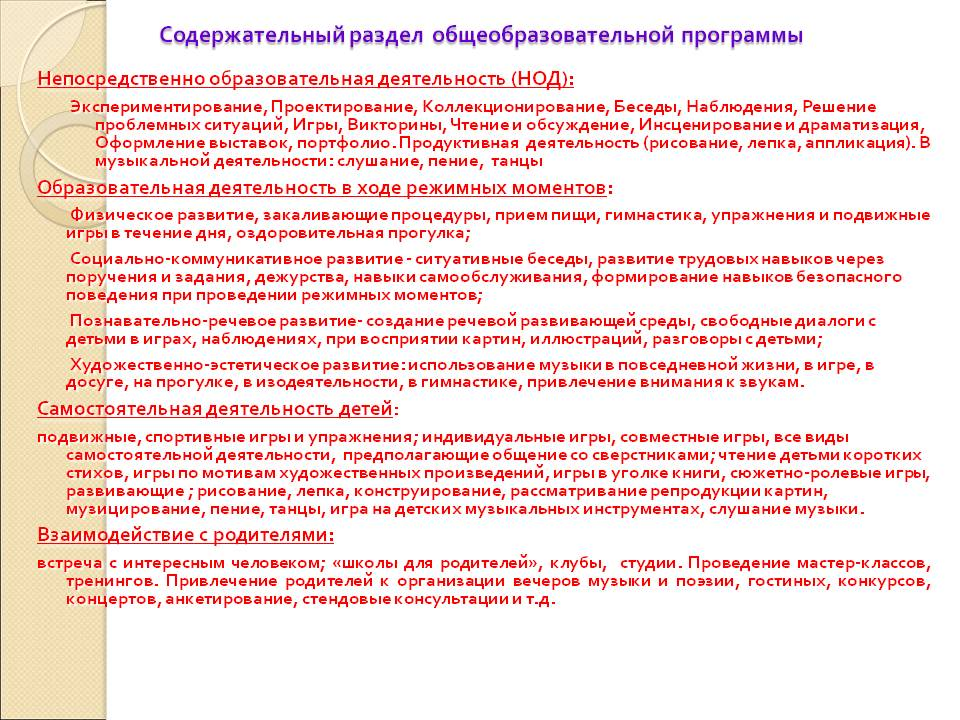 Содержательный раздел общеобразовательной программы
Непосредственно образовательная деятельность (НОД):
Экспериментирование, Проектирование, Коллекционирование, Беседы, Наблюдения, Решение
проблемных ситуаций, Игры, Викторины, Чтение и обсуждение, Инсценирование и драматизация,
Оформление выставок, портфолио. Продуктивная деятельность (рисование, лепка, аппликация). В
музыкальной деятельности: слушание, пение, танцы
Образовательная деятельность в ходе режимных моментов:
Физическое развитие, закаливающие процедуры, прием пищи, гимнастика, упражнения и подвижные
игры в течение дня, оздоровительная прогулка;
Социально-коммуникативное развитие - ситуативные беседы, развитие трудовых навыков через
поручения и задания, дежурства, навыки самообслуживания, формирование навыков безопасного
поведения при проведении режимных моментов;
Познавательно-речевое развитие- создание речевой развивающей среды, свободные диалоги с
детьми в играх, наблюдениях, при восприятии картин, иллюстраций, разговоры с детьми;
Художественно-эстетическое развитие: использование музыки в повседневной жизни, в игре, в
досуге, на прогулке, в изодеятельности, в гимнастике, привлечение внимания к звукам.
Самостоятельная деятельность детей:
подвижные, спортивные игры и упражнения; индивидуальные игры, совместные игры, все виды
самостоятельной деятельности, предполагающие общение со сверстниками; чтение детьми коротких
стихов, игры по мотивам художественных произведений, игры в уголке книги, сюжетно-ролевые игры,
развивающие ; рисование, лепка, конструирование, рассматривание репродукции картин,
музицирование, пение, танцы, игра на детских музыкальных инструментах, слушание музыки.
Взаимодействие с родителями:
встреча с интересным человеком; «школы для родителей», клубы, студии. Проведение мастер-классов,
тренингов. Привлечение родителей к организации вечеров музыки и поэзии, гостиных, конкурсов,
концертов, анкетирование, стендовые консультации и т.д.